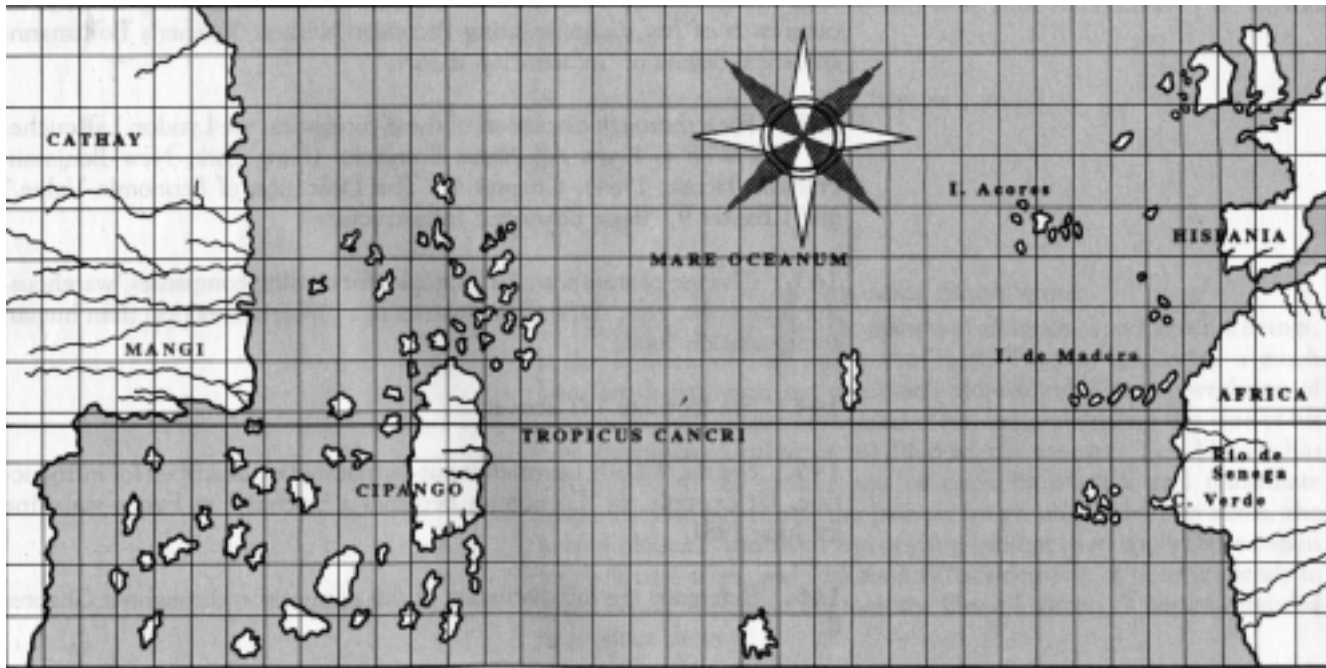 CATHAY
I. Acores
HISPANIA
MARE OCEANUM
MANGI
I. de Madera
AFRICA
TROPICUS CANCRI
Rio de
Senega
CIPANGO
C. Verde